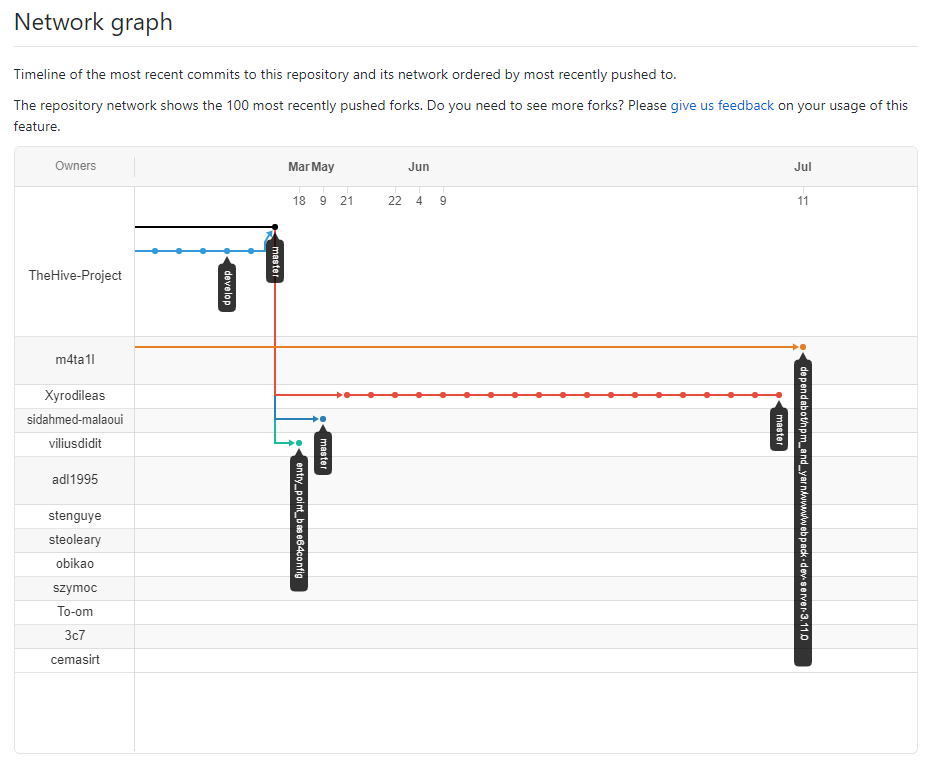 Network graph
Timeline of the most recent commits to this repository and its network ordered by most recently pushed to.
The repository network shows the 100 most recently pushed forks. Do you need to see more forks? Please give us feedback on your usage of this
feature.
Owners Mar May Jun Jul
18 9 21 22 4 9 11
TheHive-Project
master
develop
m4ta1l
Xyrodileas
sidahmed-malaoui
viliusdidit
master
master
entry_point_base64config
dependabot/npm_and_yarn/www/webpack-dev-server-3.11.0
adl1995
stenguye
steoleary
obikao
szymoc
To-om
3c7
cemasirt